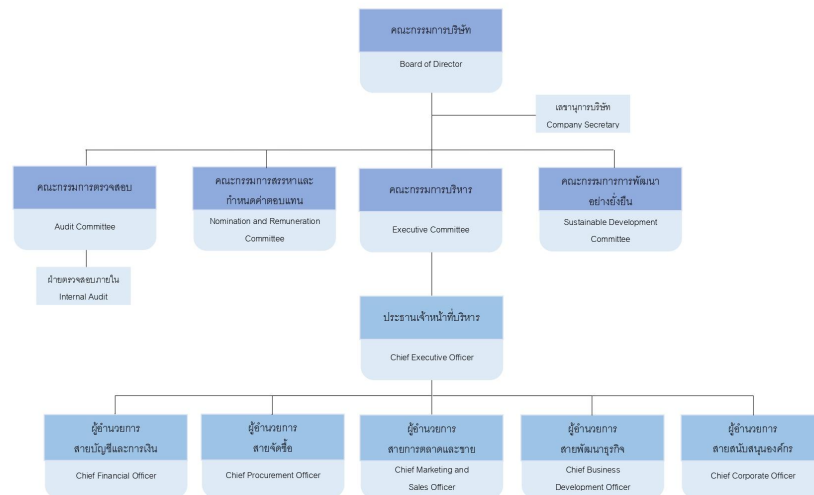 คณะกรรมการบริษัท
Board of Director
เลขานุการบริษัท
Company Secretary
คณะกรรมการตรวจสอบ
Audit Committee
คณะกรรมการสรรหาและ
กำหนดค่าตอบแทน
Nomination and Remuneration
Committee
คณะกรรมการบริหาร
Executive Committee
คณะกรรมการการพัฒนา
อย่างยั่งยืน
Sustainable Development
Committee
ฝ่ายตรวจสอบภายใน
Internal Audit
ประธานเจ้าหน้าที่บริหาร
Chief Executive Officer
ผู้อำนวยการ
สายบัญชีและการเงิน
Chief Financial Officer
ผู้อำนวยการ
สายจัดซื้อ
Chief Procurement Officer
ผู้อำนวยการ
สายการตลาดและขาย
Chief Marketing and
Sales Officer
ผู้อำนวยการ
สายพัฒนาธุรกิจ
Chief Business
Development Officer
ผู้อำนวยการ
สายสนับสนุนองค์กร
Chief Corporate Officer